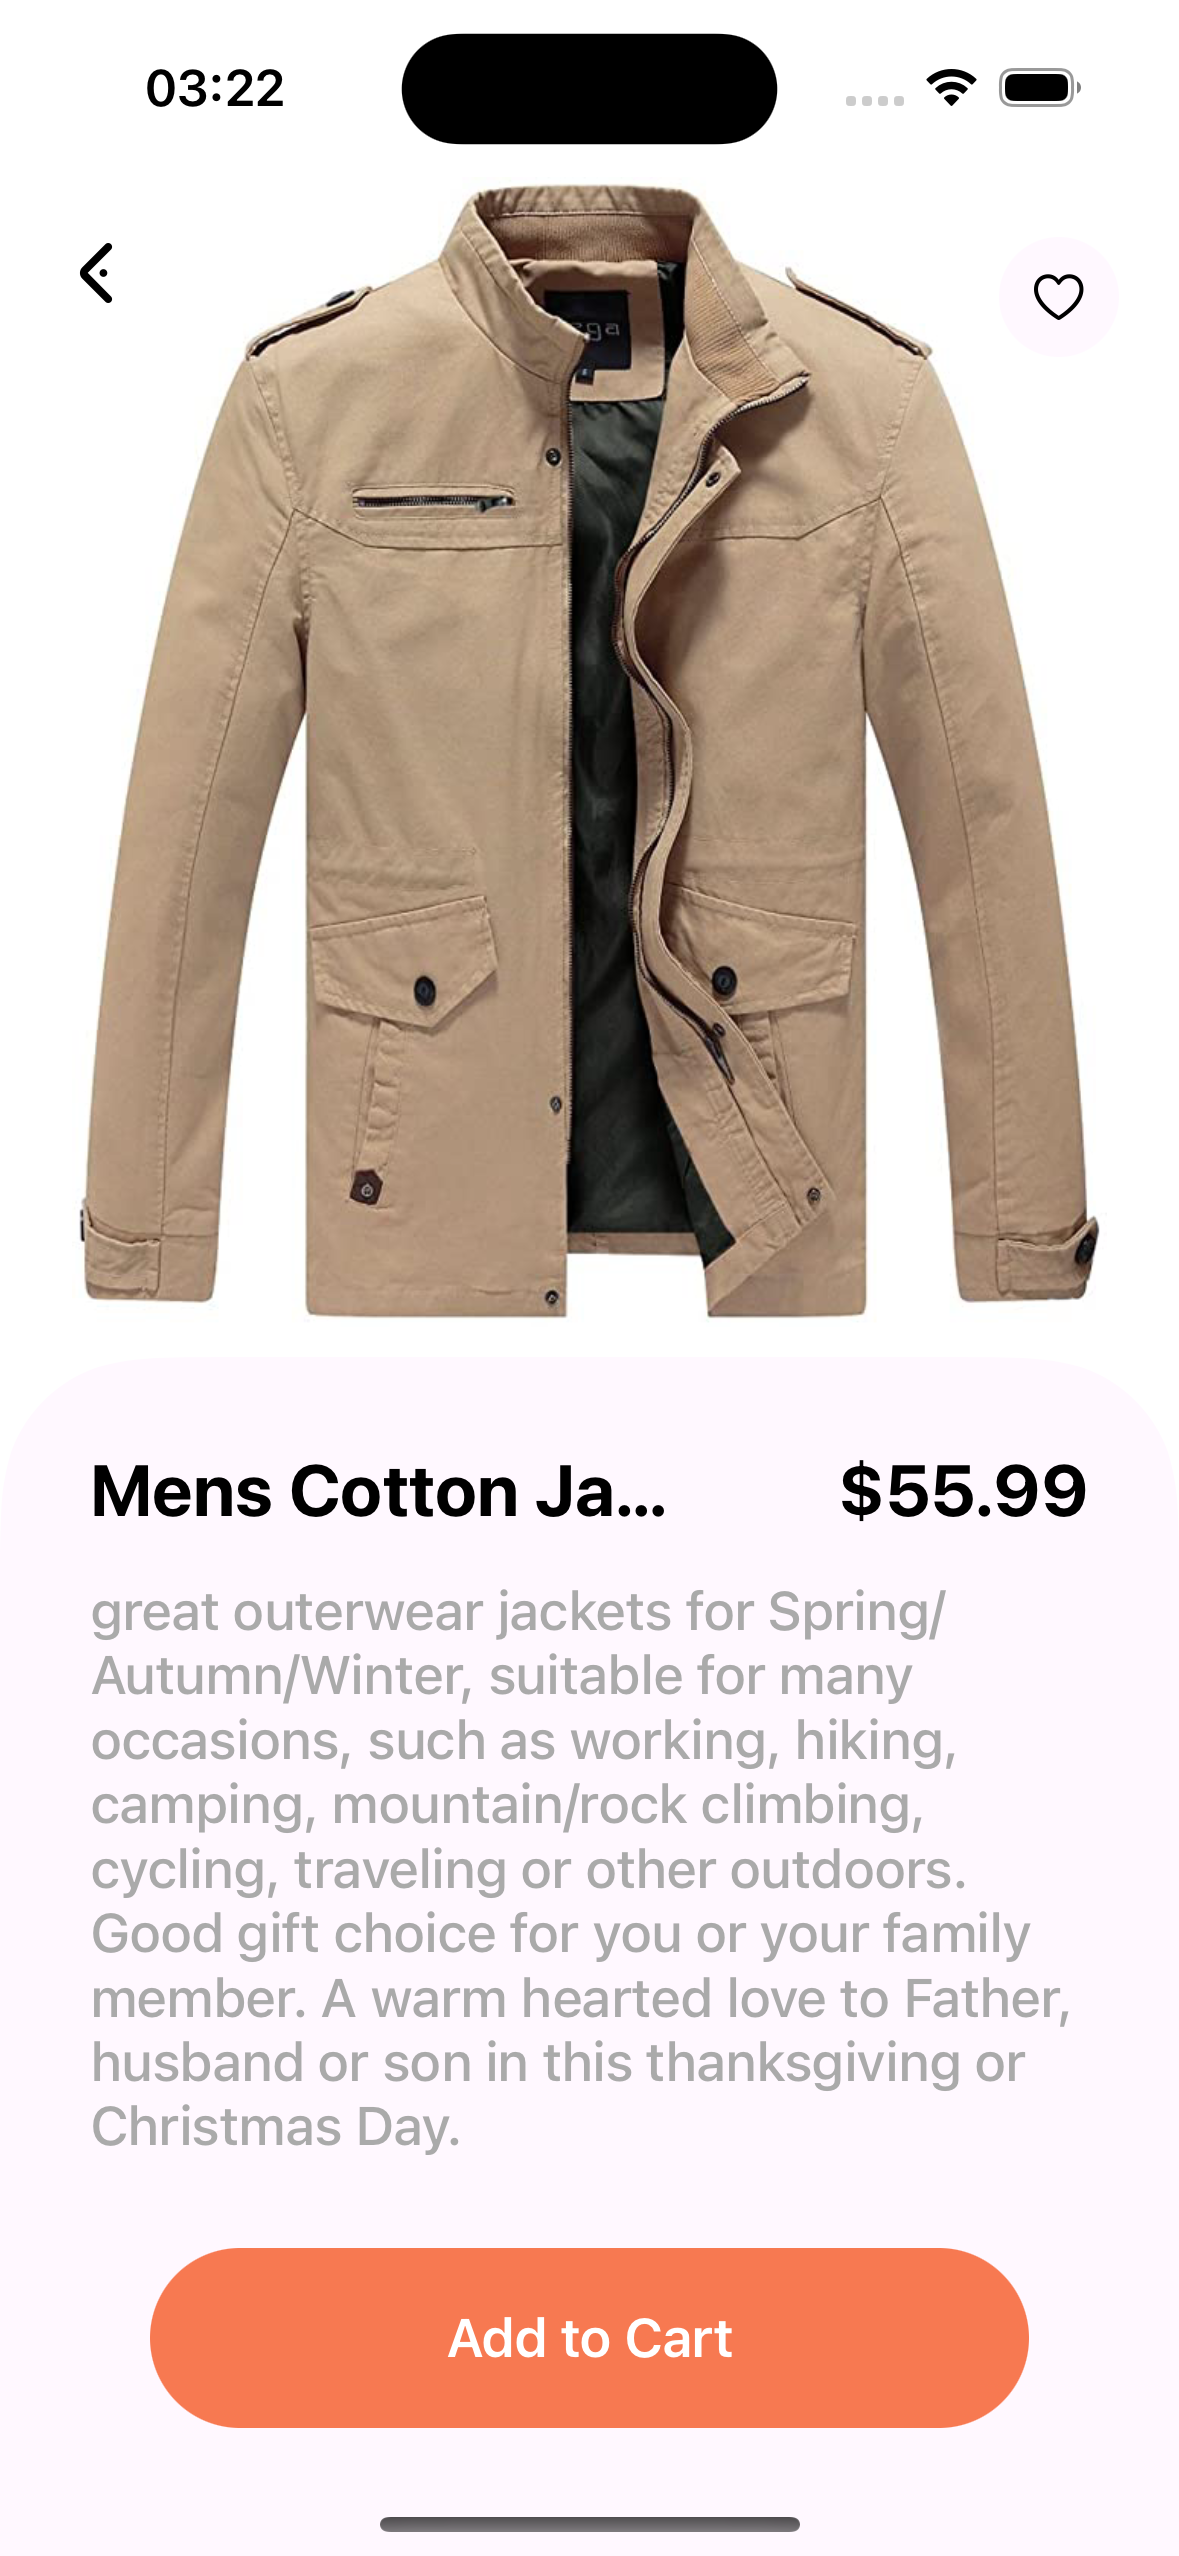 03:22
Mens Cotton Ja...
$55.99
great outerwear jackets for Spring/
Autumn/Winter, suitable for many
occasions, such as working, hiking,
camping, mountain/rock climbing,
cycling, traveling or other outdoors.
Good gift choice for you or your family
member. A warm hearted love to Father,
husband or son in this thanksgiving or
Christmas Day.
Add to Cart